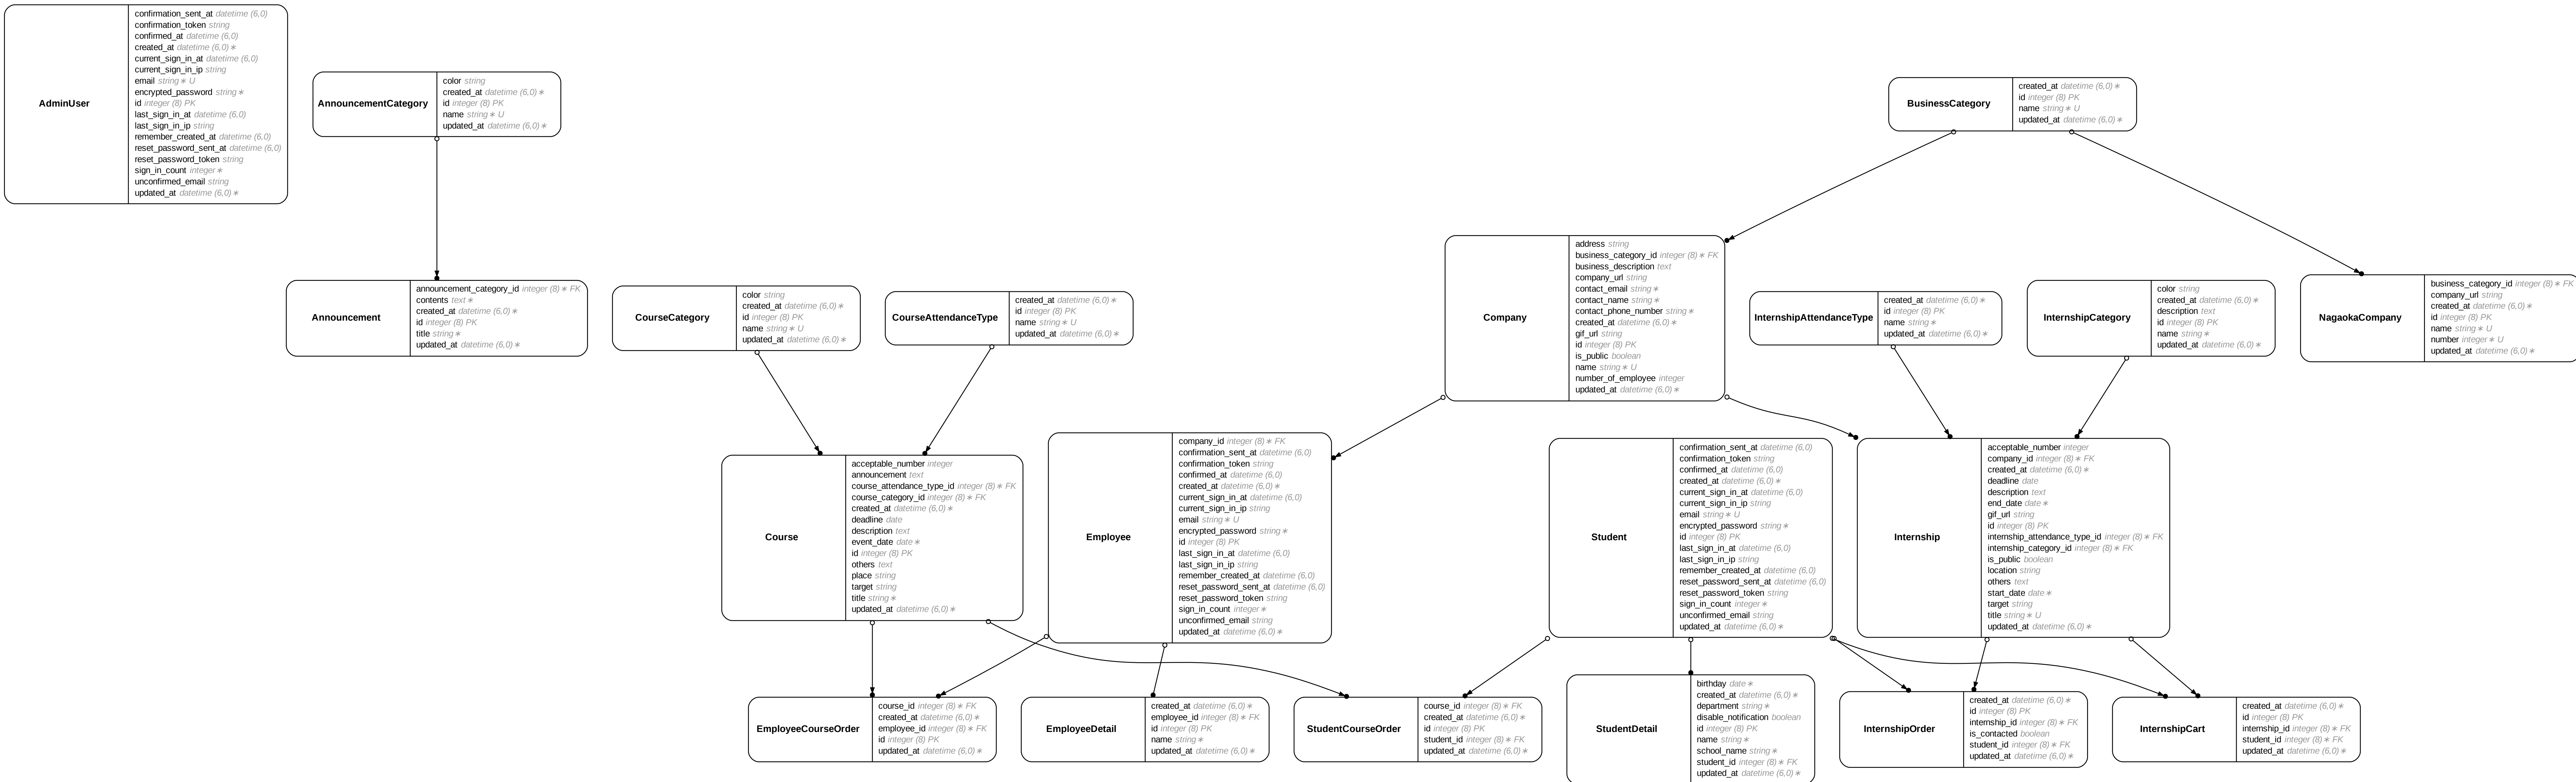 AdminUser
confirmation_sent_at datetime (6,0)
confirmation_token string
confirmed_at datetime (6,0)
created_at datetime (6,0) ∗
current_sign_in_at datetime (6,0)
current_sign_in_ip string
email string ∗ U
encrypted_password string ∗
id integer (8) PK
last_sign_in_at datetime (6,0)
last_sign_in_ip string
remember_created_at datetime (6,0)
reset_password_sent_at datetime (6,0)
reset_password_token string
sign_in_count integer ∗
unconfirmed_email string
updated_at datetime (6,0) ∗
AnnouncementCategory
color string
created_at datetime (6,0) ∗
id integer (8) PK
name string ∗ U
updated_at datetime (6,0) ∗
BusinessCategory
created_at datetime (6,0) ∗
id integer (8) PK
name string ∗ U
updated_at datetime (6,0) ∗
Announcement
announcement_category_id integer (8) ∗ FK
contents text ∗
created_at datetime (6,0) ∗
id integer (8) PK
title string ∗
updated_at datetime (6,0) ∗
CourseCategory
color string
created_at datetime (6,0) ∗
id integer (8) PK
name string ∗ U
updated_at datetime (6,0) ∗
CourseAttendanceType
created_at datetime (6,0) ∗
id integer (8) PK
name string ∗ U
updated_at datetime (6,0) ∗
Company
address string
business_category_id integer (8) ∗ FK
business_description text
company_url string
contact_email string ∗
contact_name string ∗
contact_phone_number string ∗
created_at datetime (6,0) ∗
gif_url string
id integer (8) PK
is_public boolean
name string ∗ U
number_of_employee integer
updated_at datetime (6,0) ∗
InternshipAttendanceType
created_at datetime (6,0) ∗
id integer (8) PK
name string ∗
updated_at datetime (6,0) ∗
InternshipCategory
color string
created_at datetime (6,0) ∗
description text
id integer (8) PK
name string ∗
updated_at datetime (6,0) ∗
NagaokaCompany
business_category_id integer (8) ∗ FK
company_url string
created_at datetime (6,0) ∗
id integer (8) PK
name string ∗ U
number integer ∗ U
updated_at datetime (6,0) ∗
Course
acceptable_number integer
announcement text
course_attendance_type_id integer (8) ∗ FK
course_category_id integer (8) ∗ FK
created_at datetime (6,0) ∗
deadline date
description text
event_date date ∗
id integer (8) PK
others text
place string
target string
title string ∗
updated_at datetime (6,0) ∗
Employee
company_id integer (8) ∗ FK
confirmation_sent_at datetime (6,0)
confirmation_token string
confirmed_at datetime (6,0)
created_at datetime (6,0) ∗
current_sign_in_at datetime (6,0)
current_sign_in_ip string
email string ∗ U
encrypted_password string ∗
id integer (8) PK
last_sign_in_at datetime (6,0)
last_sign_in_ip string
remember_created_at datetime (6,0)
reset_password_sent_at datetime (6,0)
reset_password_token string
sign_in_count integer ∗
unconfirmed_email string
updated_at datetime (6,0) ∗
Student
confirmation_sent_at datetime (6,0)
confirmation_token string
confirmed_at datetime (6,0)
created_at datetime (6,0) ∗
current_sign_in_at datetime (6,0)
current_sign_in_ip string
email string ∗ U
encrypted_password string ∗
id integer (8) PK
last_sign_in_at datetime (6,0)
last_sign_in_ip string
remember_created_at datetime (6,0)
reset_password_sent_at datetime (6,0)
reset_password_token string
sign_in_count integer ∗
unconfirmed_email string
updated_at datetime (6,0) ∗
Internship
acceptable_number integer
company_id integer (8) ∗ FK
created_at datetime (6,0) ∗
deadline date
description text
end_date date ∗
gif_url string
id integer (8) PK
internship_attendance_type_id integer (8) ∗ FK
internship_category_id integer (8) ∗ FK
is_public boolean
location string
others text
start_date date ∗
target string
title string ∗ U
updated_at datetime (6,0) ∗
EmployeeCourseOrder
course_id integer (8) ∗ FK
created_at datetime (6,0) ∗
employee_id integer (8) ∗ FK
id integer (8) PK
updated_at datetime (6,0) ∗
EmployeeDetail
created_at datetime (6,0) ∗
employee_id integer (8) ∗ FK
id integer (8) PK
name string ∗
updated_at datetime (6,0) ∗
StudentCourseOrder
course_id integer (8) ∗ FK
created_at datetime (6,0) ∗
id integer (8) PK
student_id integer (8) ∗ FK
updated_at datetime (6,0) ∗
StudentDetail
birthday date ∗
created_at datetime (6,0) ∗
department string ∗
disable_notification boolean
id integer (8) PK
name string ∗
school_name string ∗
student_id integer (8) ∗ FK
updated_at datetime (6,0) ∗
InternshipOrder
created_at datetime (6,0) ∗
id integer (8) PK
internship_id integer (8) ∗ FK
is_contacted boolean
student_id integer (8) ∗ FK
updated_at datetime (6,0) ∗
InternshipCart
created_at datetime (6,0) ∗
id integer (8) PK
internship_id integer (8) ∗ FK
student_id integer (8) ∗ FK
updated_at datetime (6,0) ∗